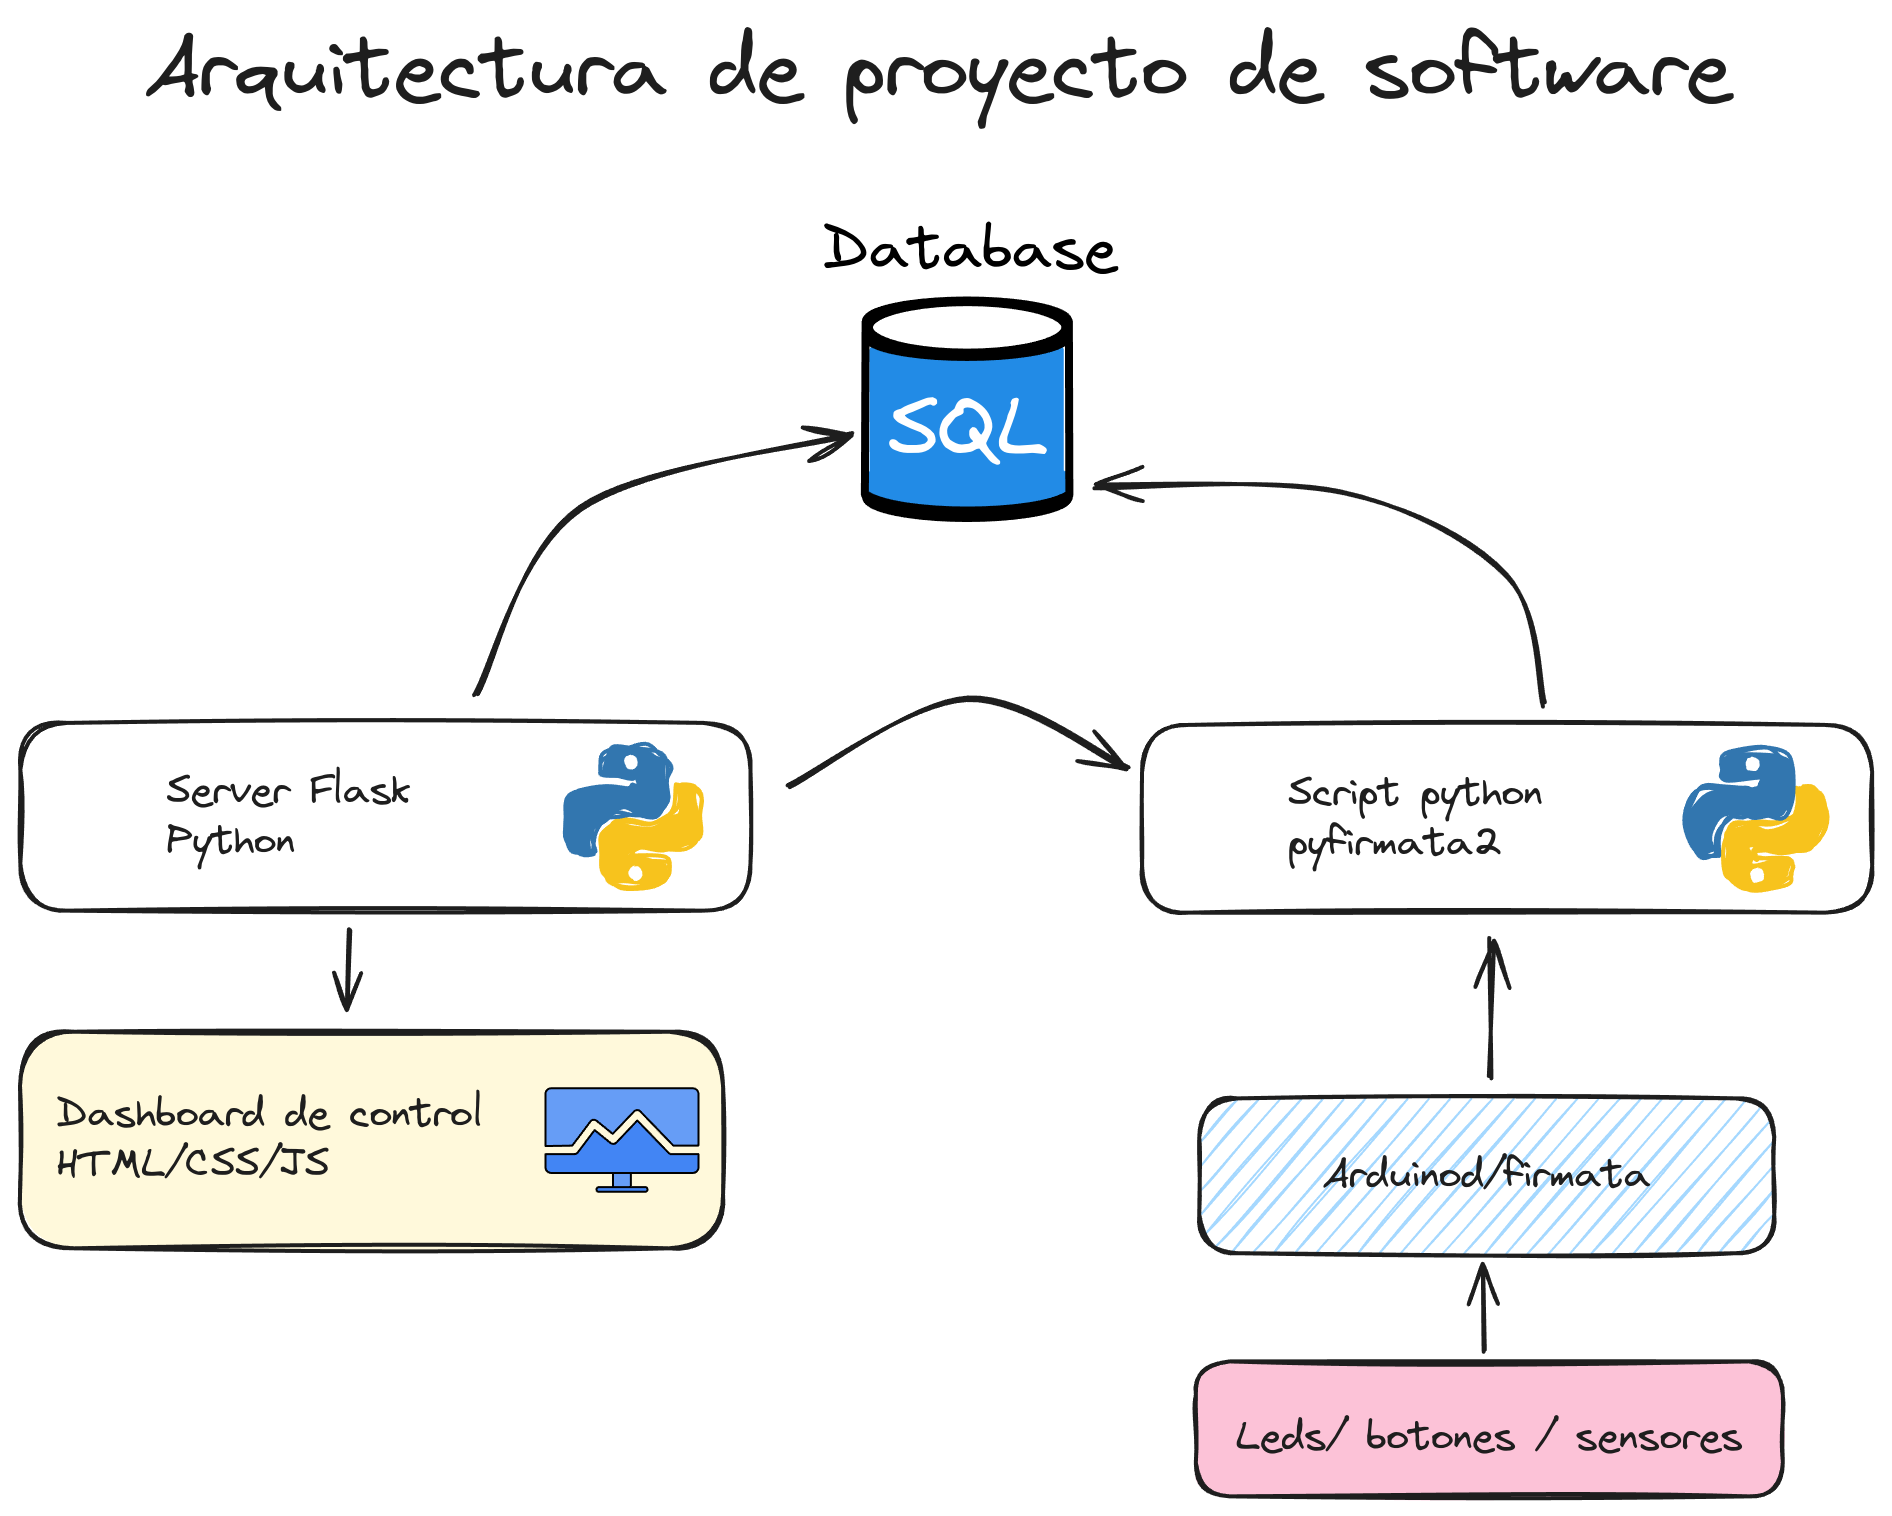 Arquitectura de proyecto de software
Database
SQL
Server Flask
Python
Script python
pyfirmata2
Dashboard de control
HTML/CSS/JS
Arduinod/firmata
Leds/ botones / sensores